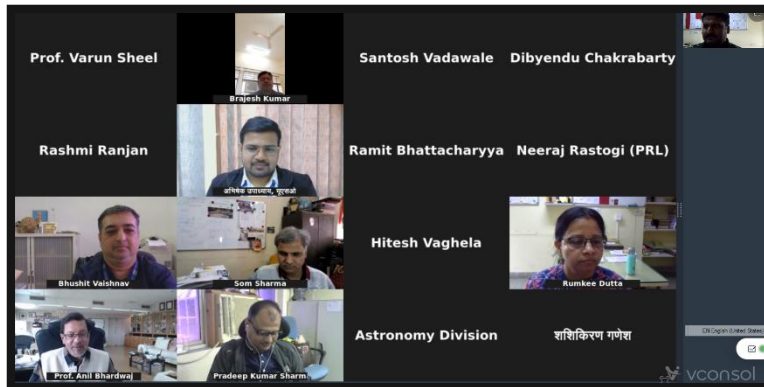 Prof. Varun Sheel
Brajesh Kumar
Santosh Vadawale
Dibyendu Chakrabarty
Rashmi Ranjan
अभिषेक उपाध्याय, यूएसओ
Ramit Bhattacharyya
Neeraj Rastogi (PRL)
Bhushit Vaishnav
Som Sharma
Hitesh Vaghela
Rumkee Dutta
Prof. Anil Bhardwaj
Pradeep Kumar Sharm
Astronomy Division
शशिकिरण गणेश
EN English (United States)
vconsol